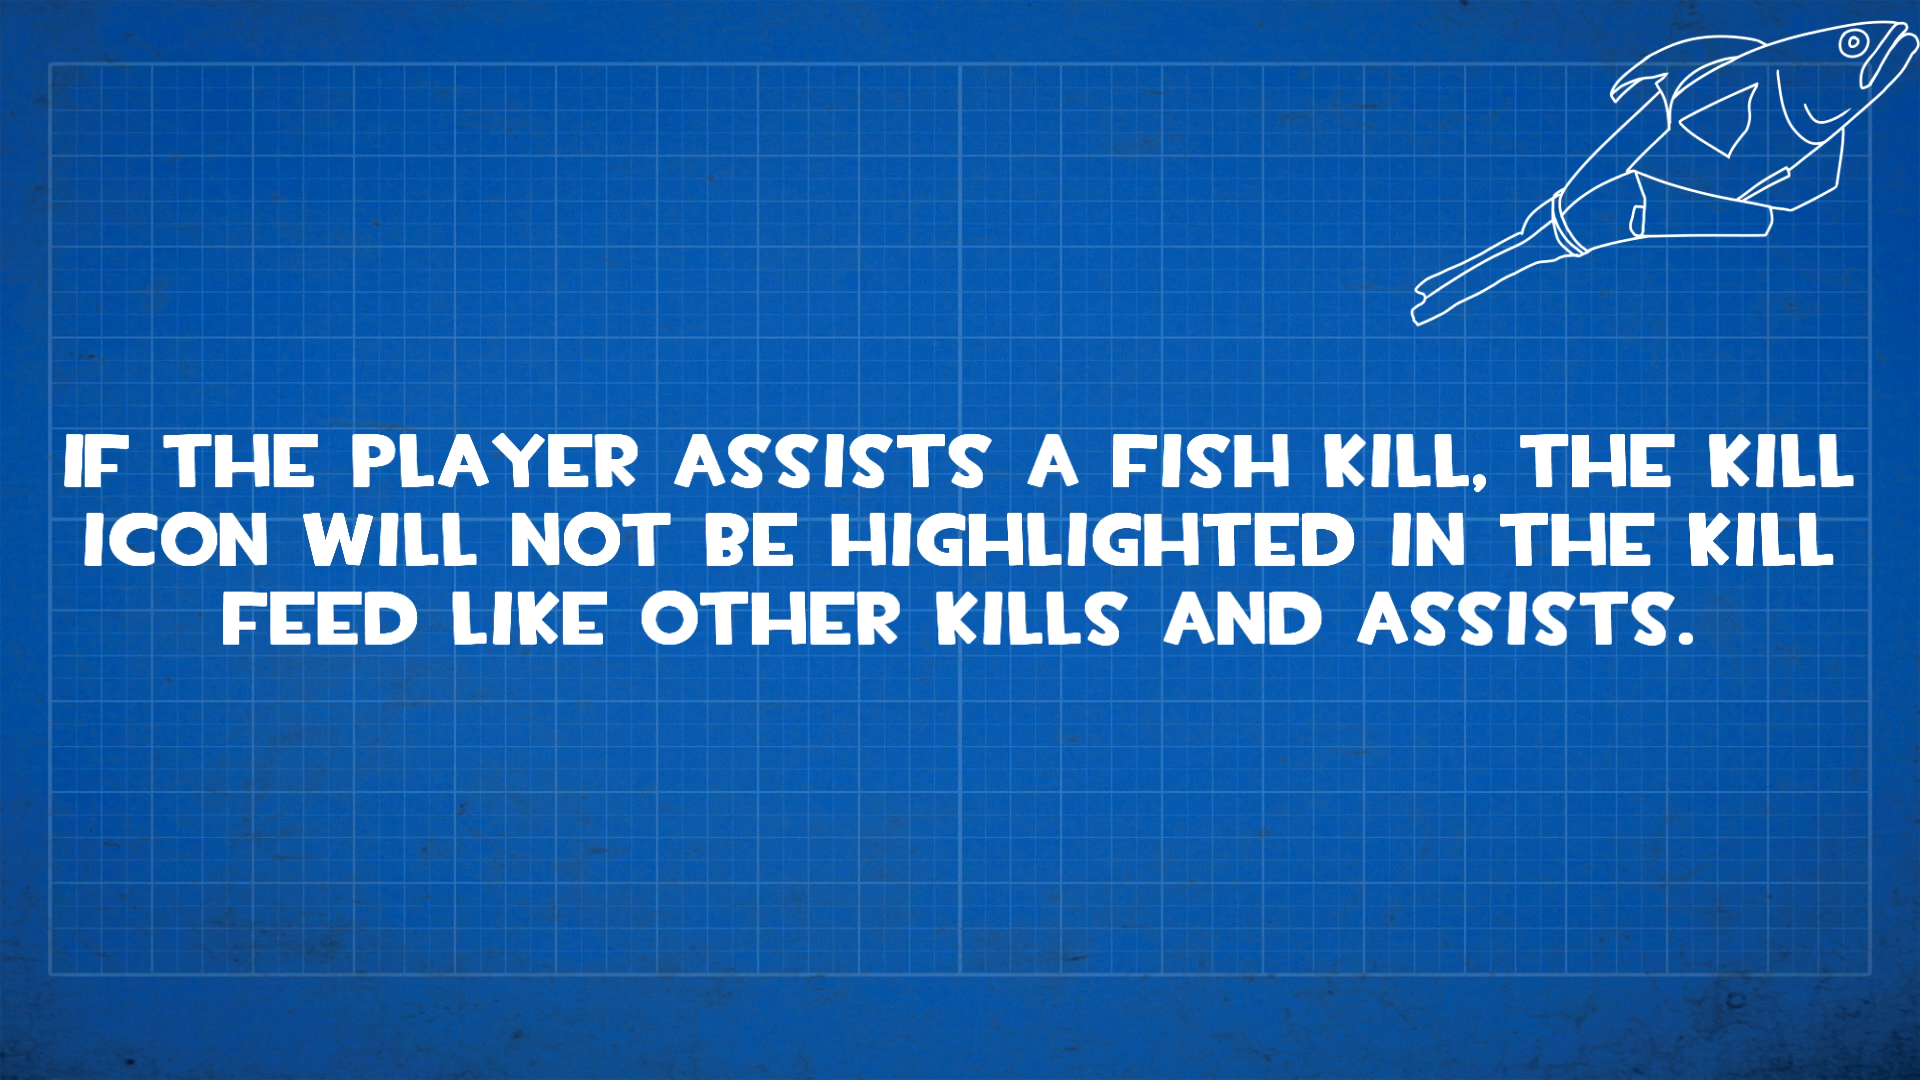 IF THE PLAYER ASSISTS A FISH KILL, THE KILL
ICON WILL NOT BE HIGHLIGHTED IN THE KILL
FEED LIKE OTHER KILLS AND ASSISTS.